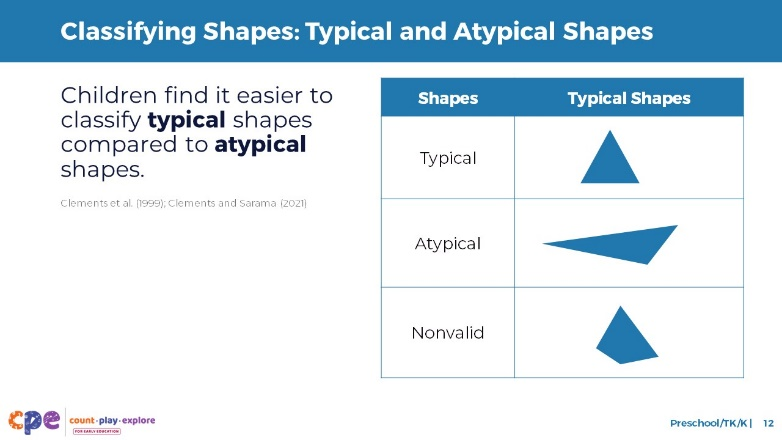 Classifying Shapes: Typical and Atypical Shapes
Children find it easier to
classify typical shapes
compared to atypical
shapes.
Clements et al. (1999); Clements and Sarama (2021)
Shapes
Typical Shapes
Typical
Atypical
Nonvalid
cpe
count·play·explore
FOR EARLY EDUCATION
Preschool/TK/K | 12